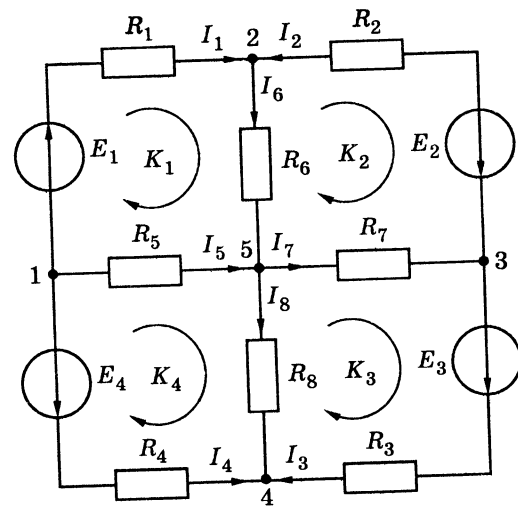 R₁ I₁ 2 I₂ R₂
I₆
E₁ K₁ R₆ K₂ E₂
R₅ I₅ 5 I₇ R₇
1 3
I₈
E₄ K₄ R₈ K₃ E₃
R₄ I₄ I₃ R₃
4